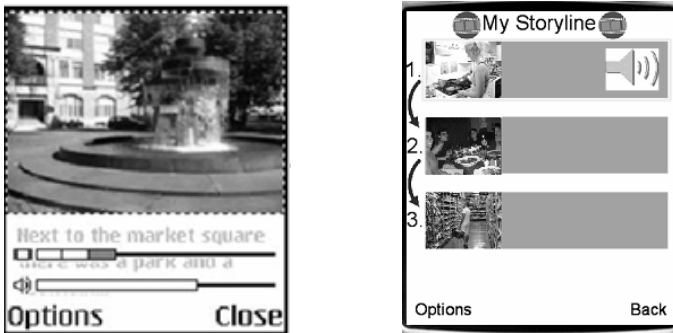 Next to the market square
there was a park and a
Options Close
My Storyline
1.
2.
3.
Options Back